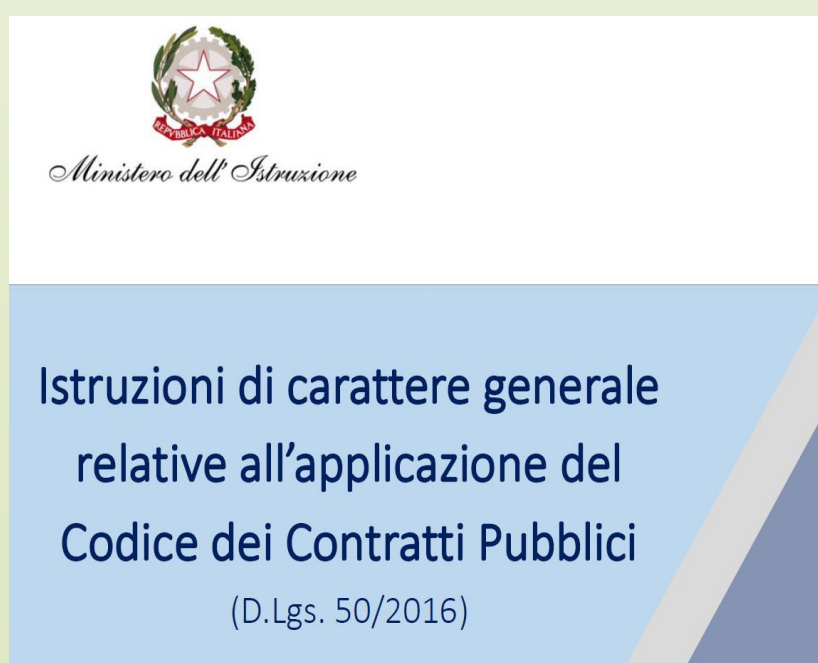 REPVBBLICA ITALIANA
Ministero dell'Istruzione
Istruzioni di carattere generale
relative all'applicazione del
Codice dei Contratti Pubblici
(D.Lgs. 50/2016)